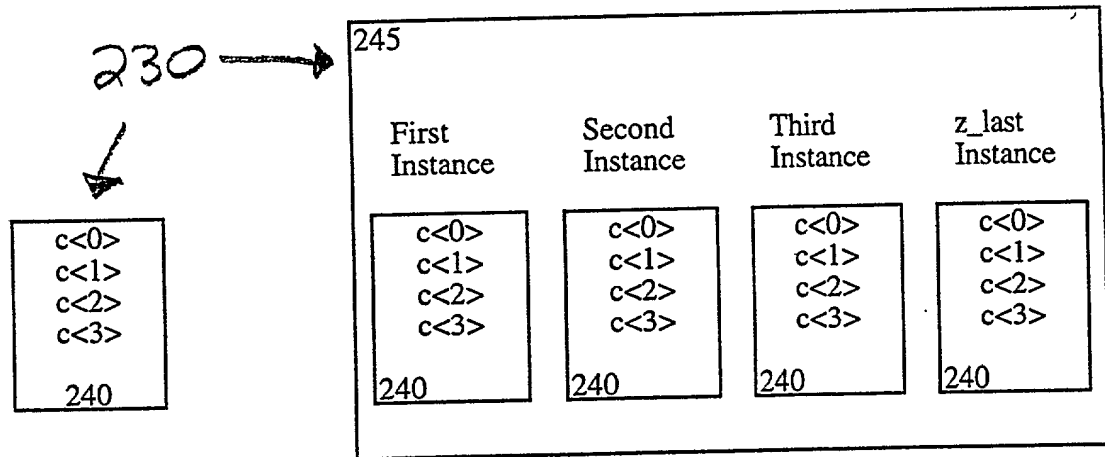 230
245
First Instance
Second Instance
Third Instance
z_last Instance
c<0>
c<1>
c<2>
c<3>
240
c<0>
c<1>
c<2>
c<3>
240
c<0>
c<1>
c<2>
c<3>
240
c<0>
c<1>
c<2>
c<3>
240
c<0>
c<1>
c<2>
c<3>
240